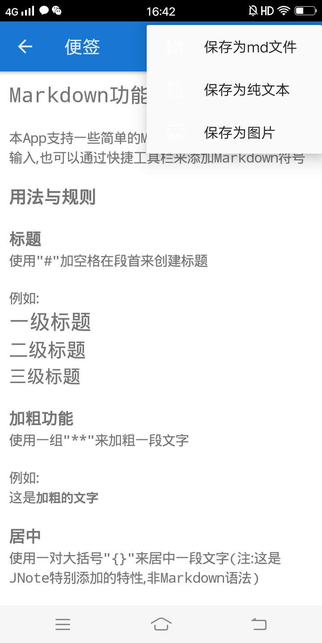 4G
HD
16:42
便签
保存为md文件
保存为纯文本
保存为图片
Markdown功能
本App支持一些简单的M
输入,也可以通过快捷工具栏来添加Markdown符号
用法与规则
标题
使用"#"加空格在段首来创建标题
例如:
一级标题
二级标题
三级标题
加粗功能
使用一组"**"来加粗一段文字
例如:
这是加粗的文字
居中
使用一对大括号"{}"来居中一段文字(注:这是
JNote特别添加的特性,非Markdown语法)